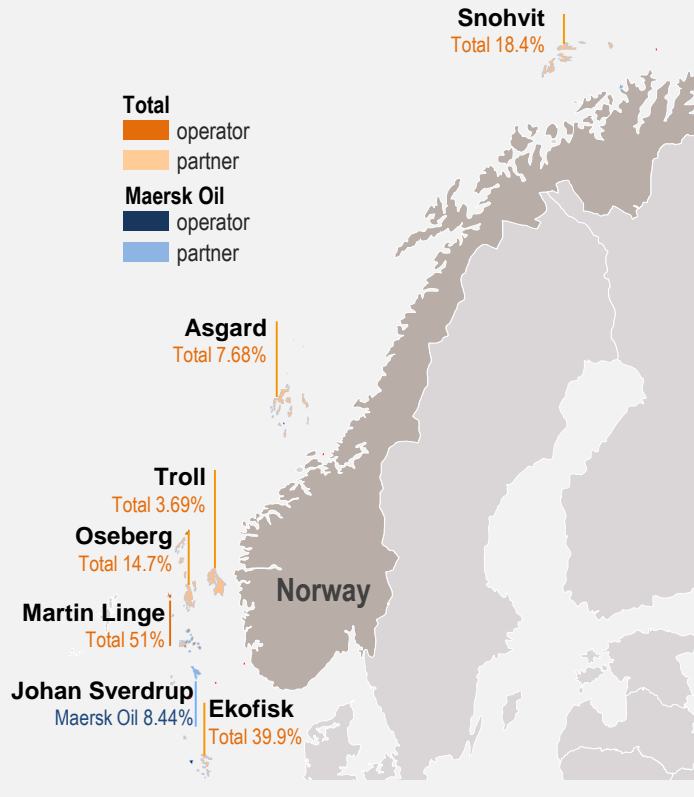 Snohvit
Total 18.4%
Total
operator
partner
Maersk Oil
operator
partner
Asgard
Total 7.68%
Troll
Total 3.69%
Oseberg
Total 14.7%
Norway
Martin Linge
Total 51%
Johan Sverdrup
Maersk Oil 8.44%
Ekofisk
Total 39.9%